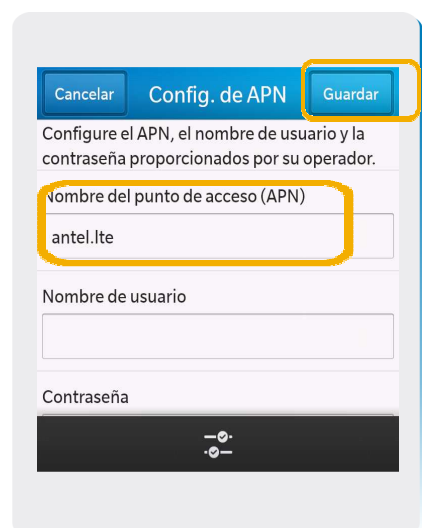 Cancelar Config. de APN Guardar
Configure el APN, el nombre de usuario y la
contraseña proporcionados por su operador.
Nombre del punto de acceso (APN)
antel.lte
Nombre de usuario
Contraseña